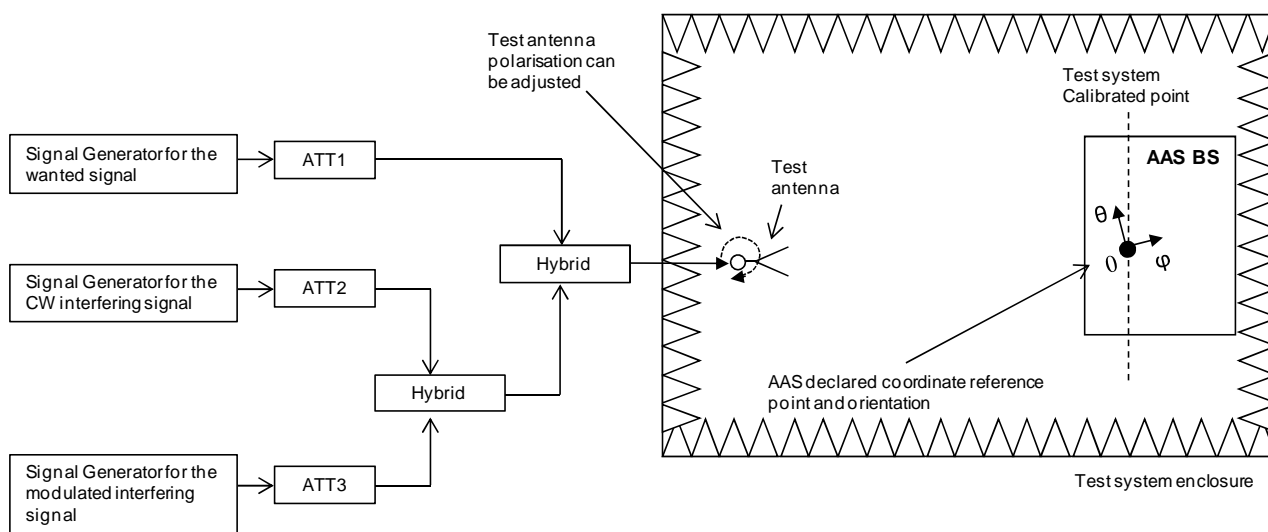 Test antenna
polarisation can
be adjusted
Test system
Calibrated point
Signal Generator for the
wanted signal
ATT1
AAS BS
Test
antenna
θ
0
φ
Hybrid
Signal Generator for the
CW interfering signal
ATT2
Hybrid
AAS declared coordinate reference
point and orientation
Signal Generator for the
modulated interfering
signal
ATT3
Test system enclosure